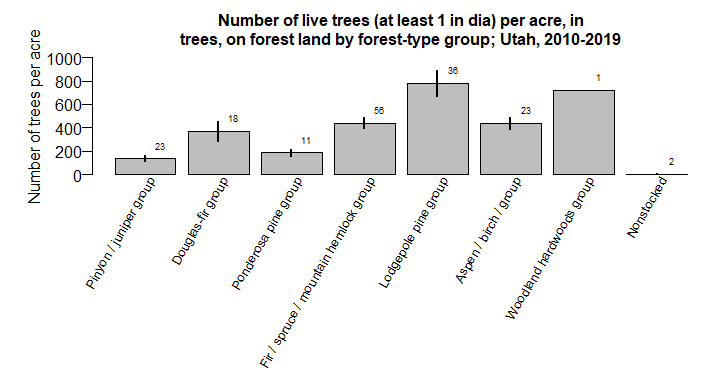 Number of live trees (at least 1 in dia) per acre, in
trees, on forest land by forest-type group; Utah, 2010-2019
Number of trees per acre
1000
800
600
400
200
0
23
18
11
56
36
23
1
2
Pinyon / juniper group
Douglas-fir group
Ponderosa pine group
Fir / spruce / mountain hemlock group
Lodgepole pine group
Aspen / birch / group
Woodland hardwoods group
Nonstocked